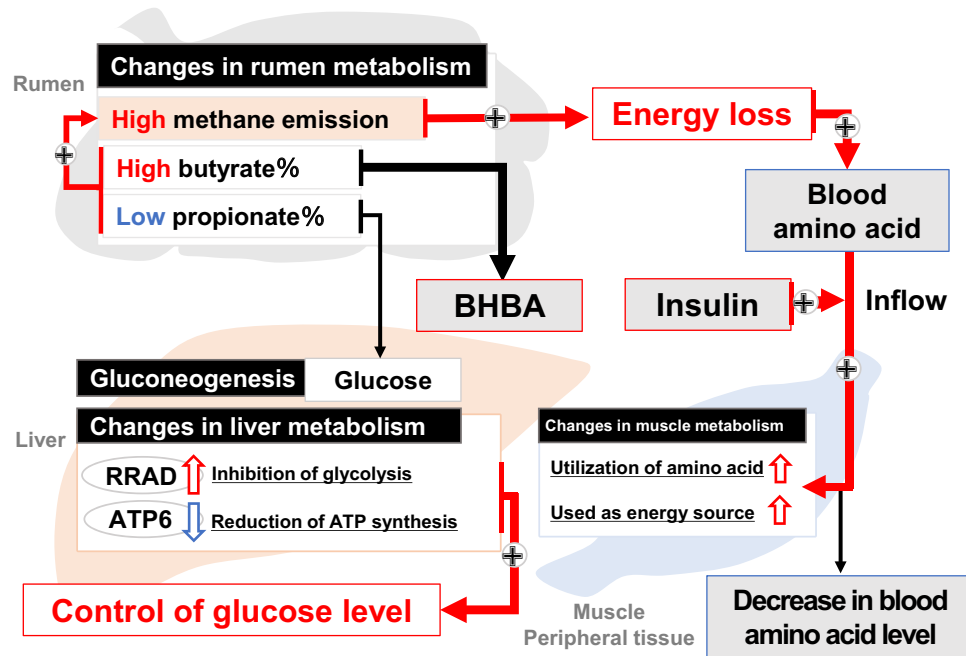 Changes in rumen metabolism
Rumen
High methane emission
Energy loss
High butyrate%
Low propionate%
Blood
amino acid
BHBA
Insulin
Inflow
Gluconeogenesis
Glucose
Changes in liver metabolism
Liver
RRAD
Inhibition of glycolysis
ATP6
Reduction of ATP synthesis
Changes in muscle metabolism
Utilization of amino acid
Used as energy source
Control of glucose level
Muscle
Peripheral tissue
Decrease in blood
amino acid level